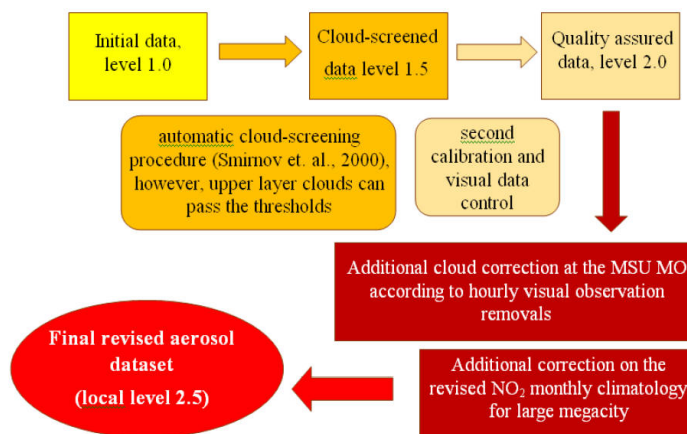 Initial data,
level 1.0
Cloud-screened
data level 1.5
Quality assured
data, level 2.0
automatic cloud-screening
procedure (Smirnov et. al., 2000),
however, upper layer clouds can
pass the thresholds
second
calibration and
visual data
control
Additional cloud correction at the MSU MO
according to hourly visual observation
removals
Final revised aerosol
dataset
(local level 2.5)
Additional correction on the
revised NO₂ monthly climatology
for large megacity